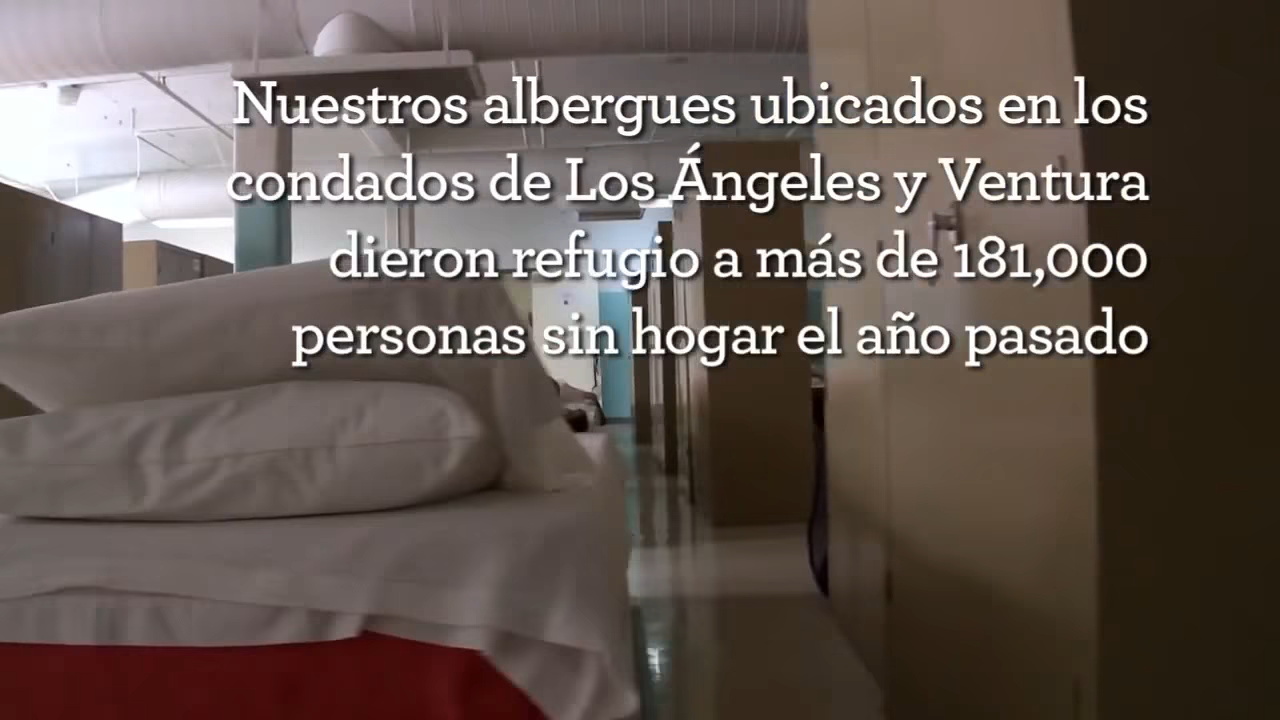 Nuestros albergues ubicados en los
condados de Los Ángeles y Ventura
dieron refugio a más de 181,000
personas sin hogar el año pasado